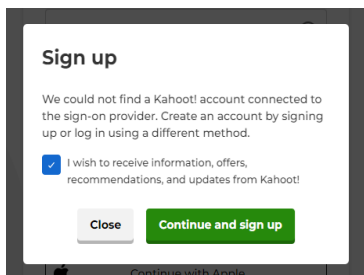 Sign up
We could not find a Kahoot! account connected to
the sign-on provider. Create an account by signing
up or log in using a different method.
I wish to receive information, offers,
recommendations, and updates from Kahoot!
Close Continue and sign up
Continue with Apple